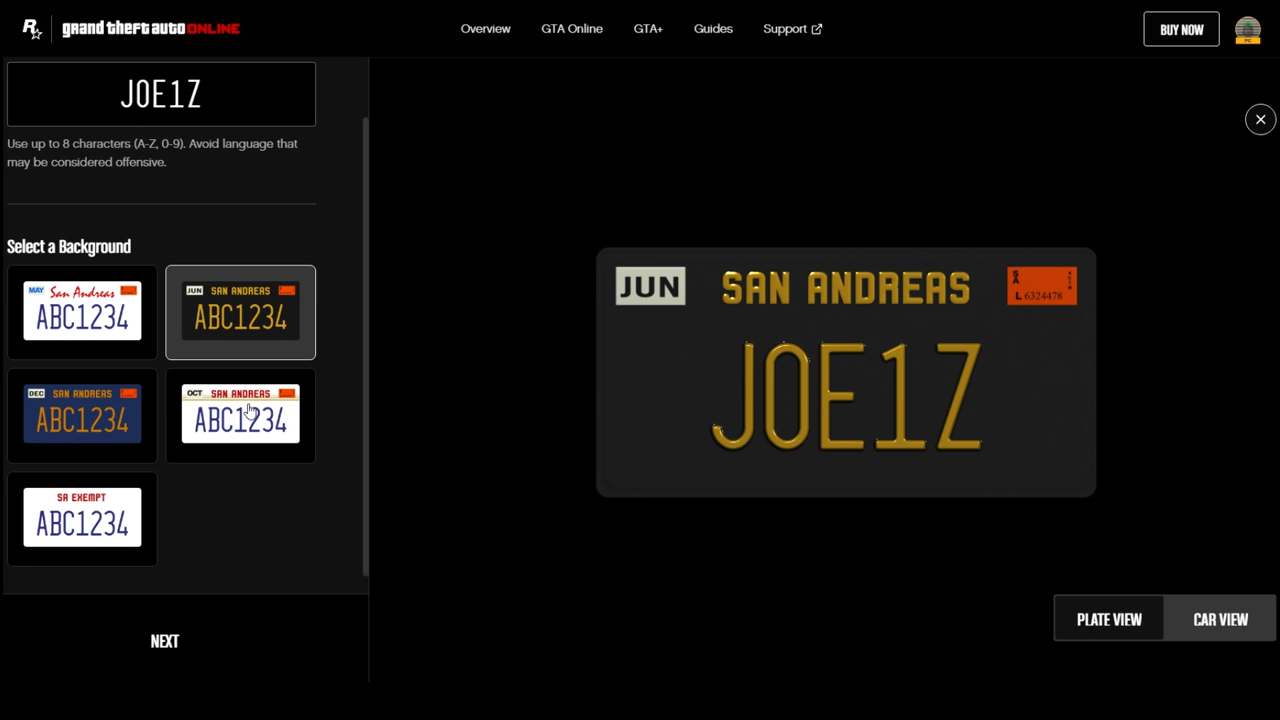 R
grand theft auto ONLINE
Overview
GTA Online
GTA+
Guides
Support
BUY NOW
PC
JOE1Z
Use up to 8 characters (A-Z, 0-9). Avoid language that
may be considered offensive.
Select a Background
MAY San Andreas
ABC1234
JUN SAN ANDREAS
ABC1234
DEC SAN ANDREAS
ABC1234
OCT SAN ANDREAS
ABC1234
SA EXEMPT
ABC1234
NEXT
JUN SAN ANDREAS
SA L 6324478
JOE1Z
PLATE VIEW
CAR VIEW